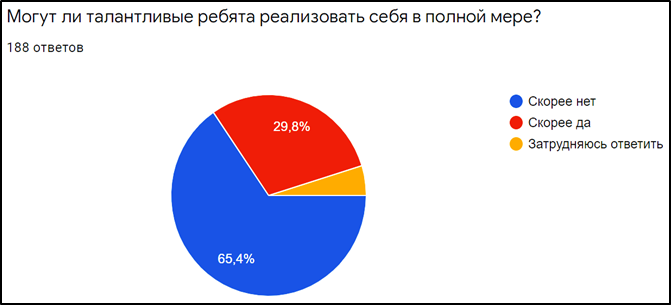 Могут ли талантливые ребята реализовать себя в полной мере?
188 ответов
29,8%
65,4%
Скорее нет
Скорее да
Затрудняюсь ответить